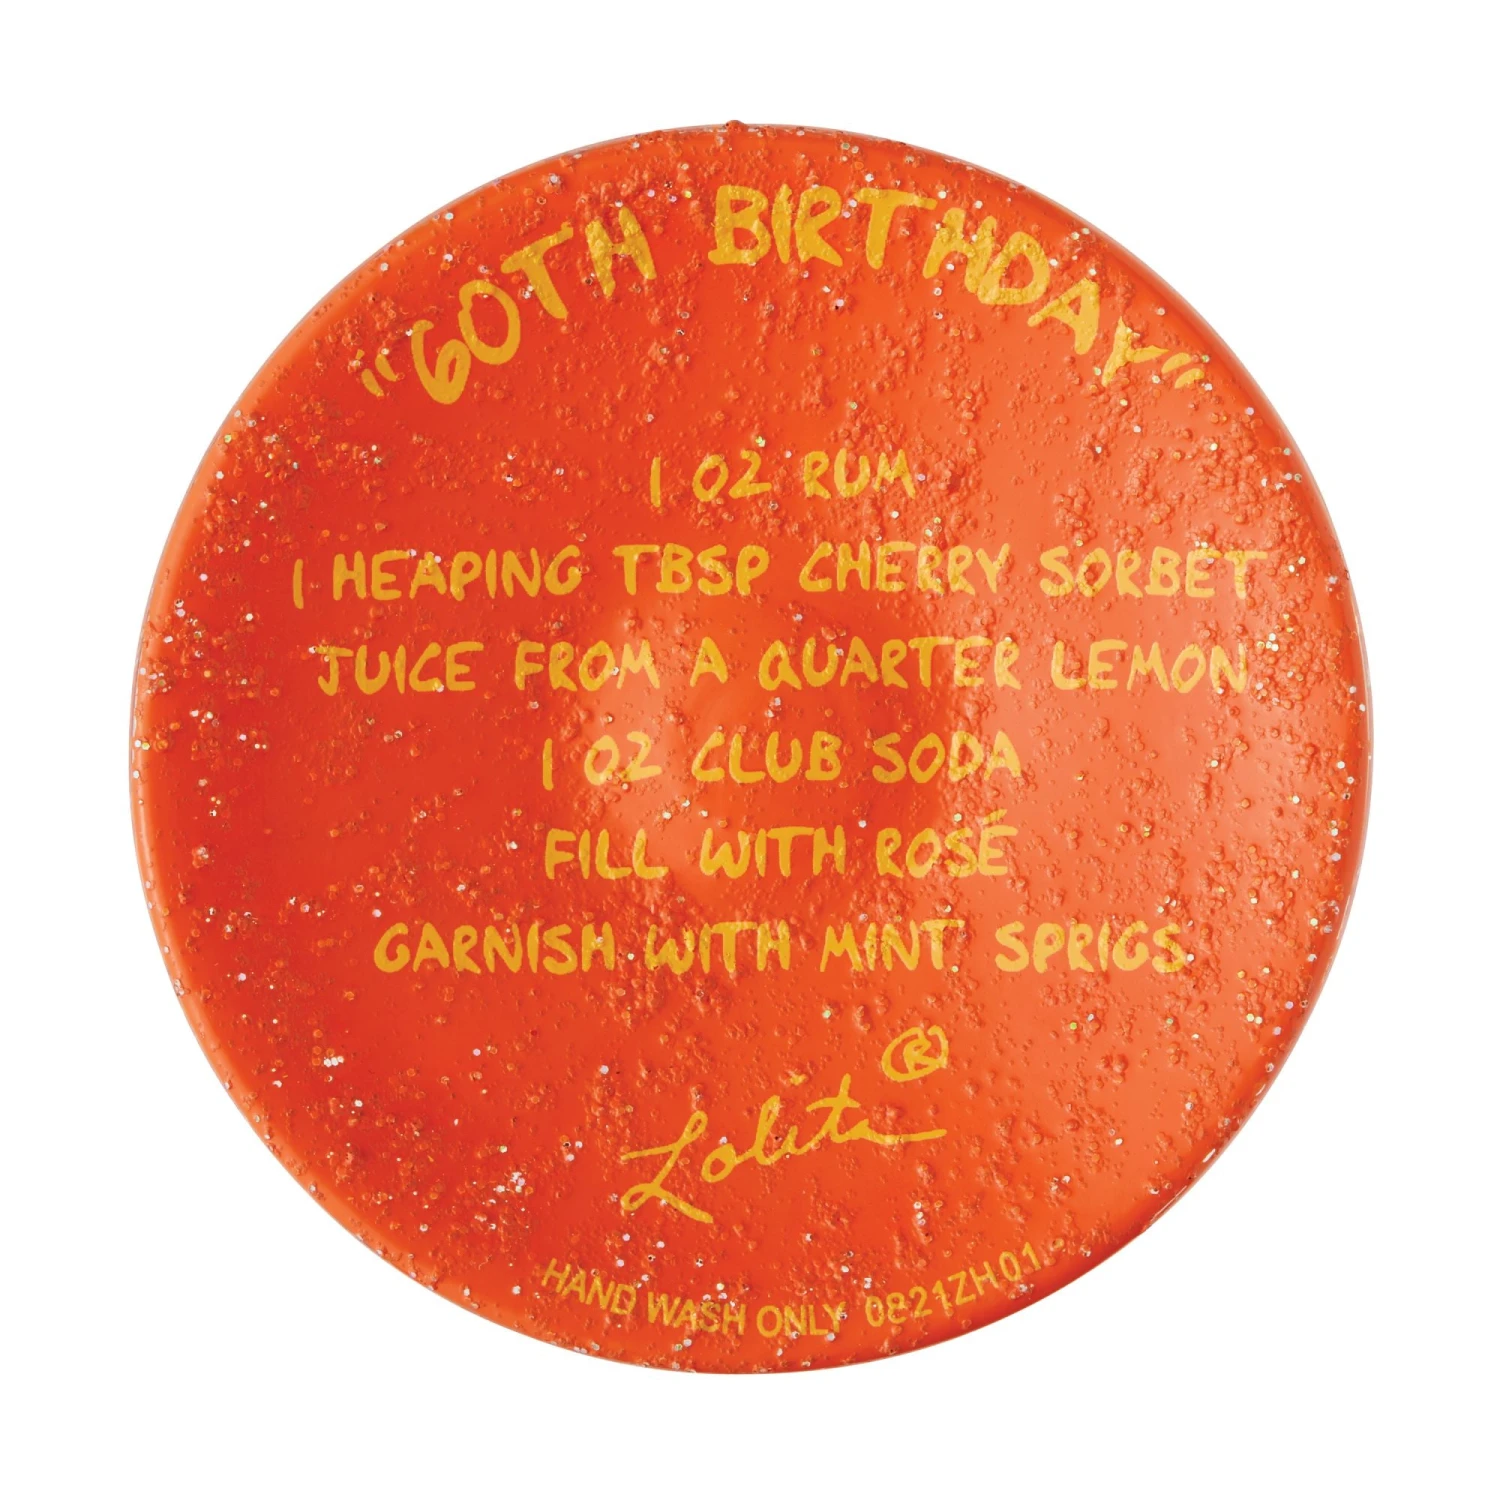 "60TH BIRTHDAY"
1 OZ RUM
1 HEAPING TBSP CHERRY SORBET
JUICE FROM A QUARTER LEMON
1 OZ CLUB SODA
FILL WITH ROSÉ
GARNISH WITH MINT SPRIGS
Lolita ®
HAND WASH ONLY 0821ZH01